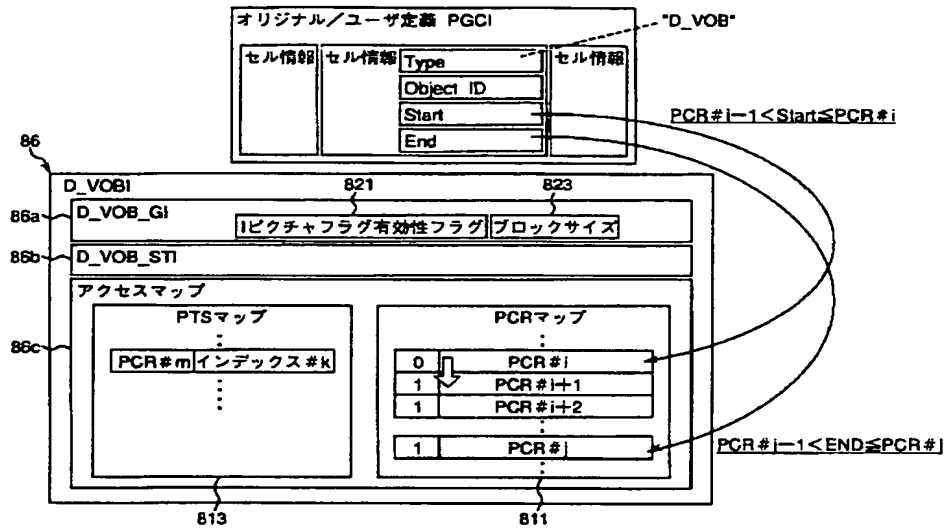 オリジナル／ユーザ定義 PGCI
"D_VOB"
セル情報
セル情報
Type
セル情報
Object ID
Start
End
PCR#i−1<Start≦PCR#i
86
D_VOBI
821
823
86a
D_VOB_GI
Iピクチャフラグ有効性フラグ
ブロックサイズ
86b
D_VOB_STI
アクセスマップ
86c
PTSマップ
PCRマップ
PCR#m
インデックス#k
0
PCR#i
1
PCR#i+1
1
PCR#i+2
1
PCR#j
PCR#j−1<END≦PCR#j
813
811